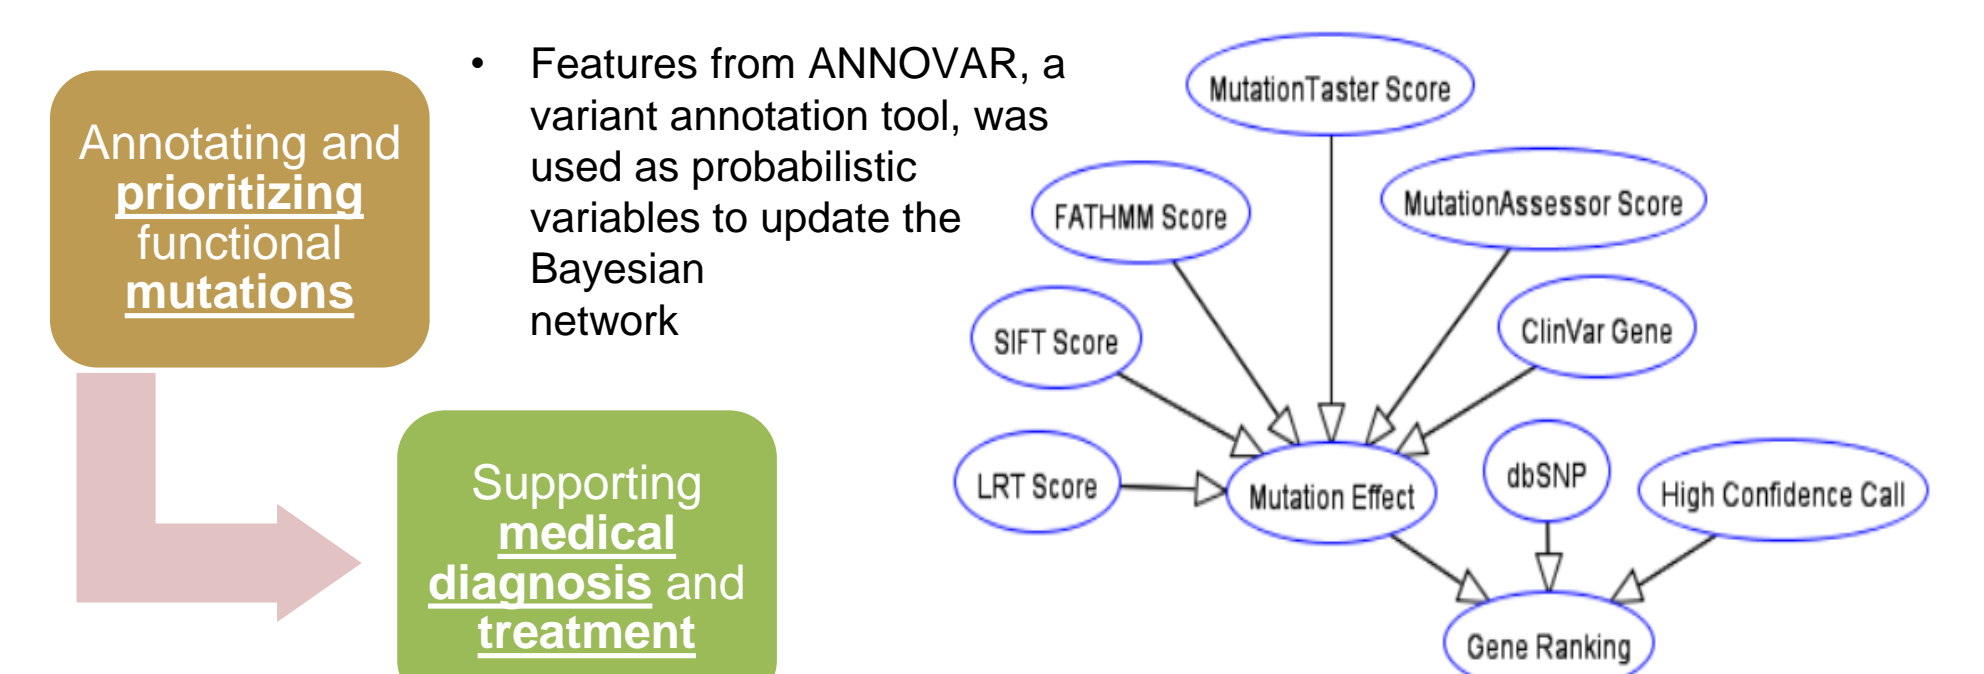 Annotating and
prioritizing
functional
mutations
• Features from ANNOVAR, a
variant annotation tool, was
used as probabilistic
variables to update the
Bayesian
network
Supporting
medical
diagnosis and
treatment
MutationTaster Score
FATHMM Score
MutationAssessor Score
SIFT Score
ClinVar Gene
LRT Score
Mutation Effect
dbSNP
High Confidence Call
Gene Ranking